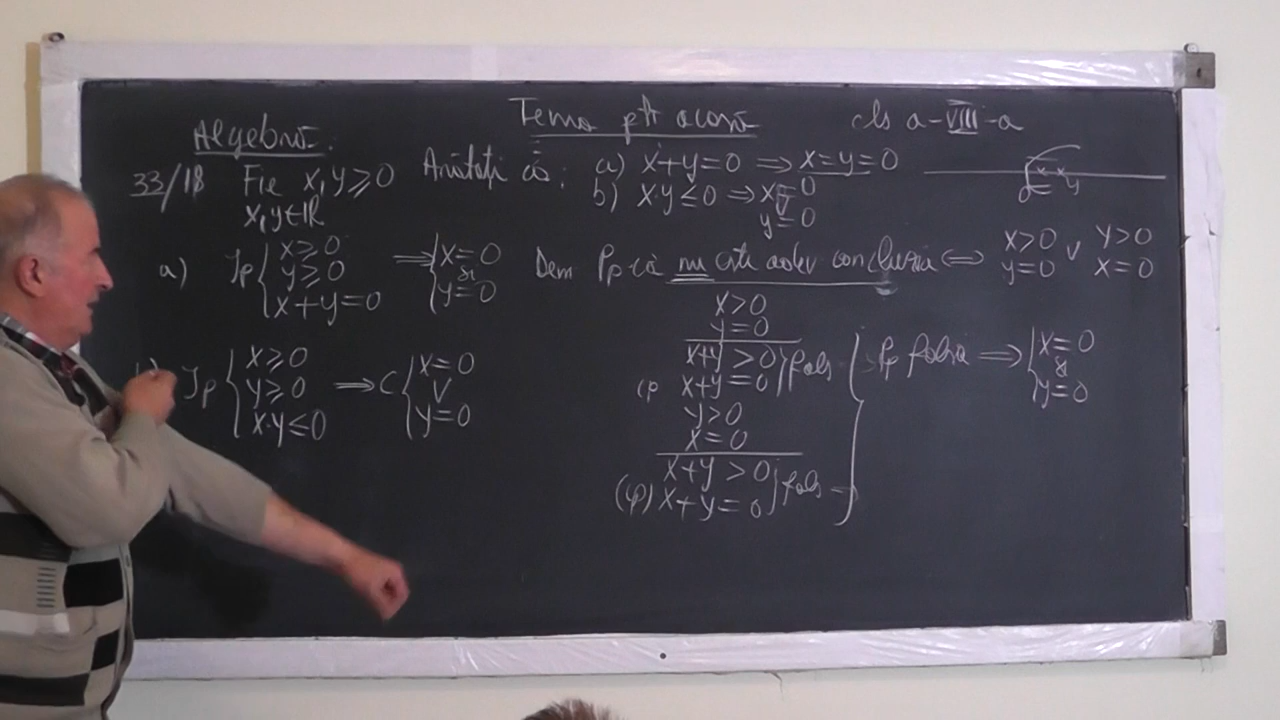 Tema ptr acasă cls a-VIII-a
Algebră.
33/18 Fie x,y⩾0 Arătați că: a) x+y=0 ⟹ x=y=0
x,y∈ℝ b) x·y≤0 ⟹ x=0
v
y=0
a) Ip { x⩾0 ⟹ { x=0
y⩾0 și
x+y=0 y=0
Dem Pp că nu este adev concluzia ⟺ x>0 v y>0
y=0 x=0
x>0
y=0
x+y>0 } fals
x+y=0
y>0
x=0
x+y>0 } fals
(ip) x+y=0
} Pp falsă ⟹ { x=0
și
y=0
Ip { x⩾0 ⟹ C { x=0
y⩾0 v
x·y≤0 y=0